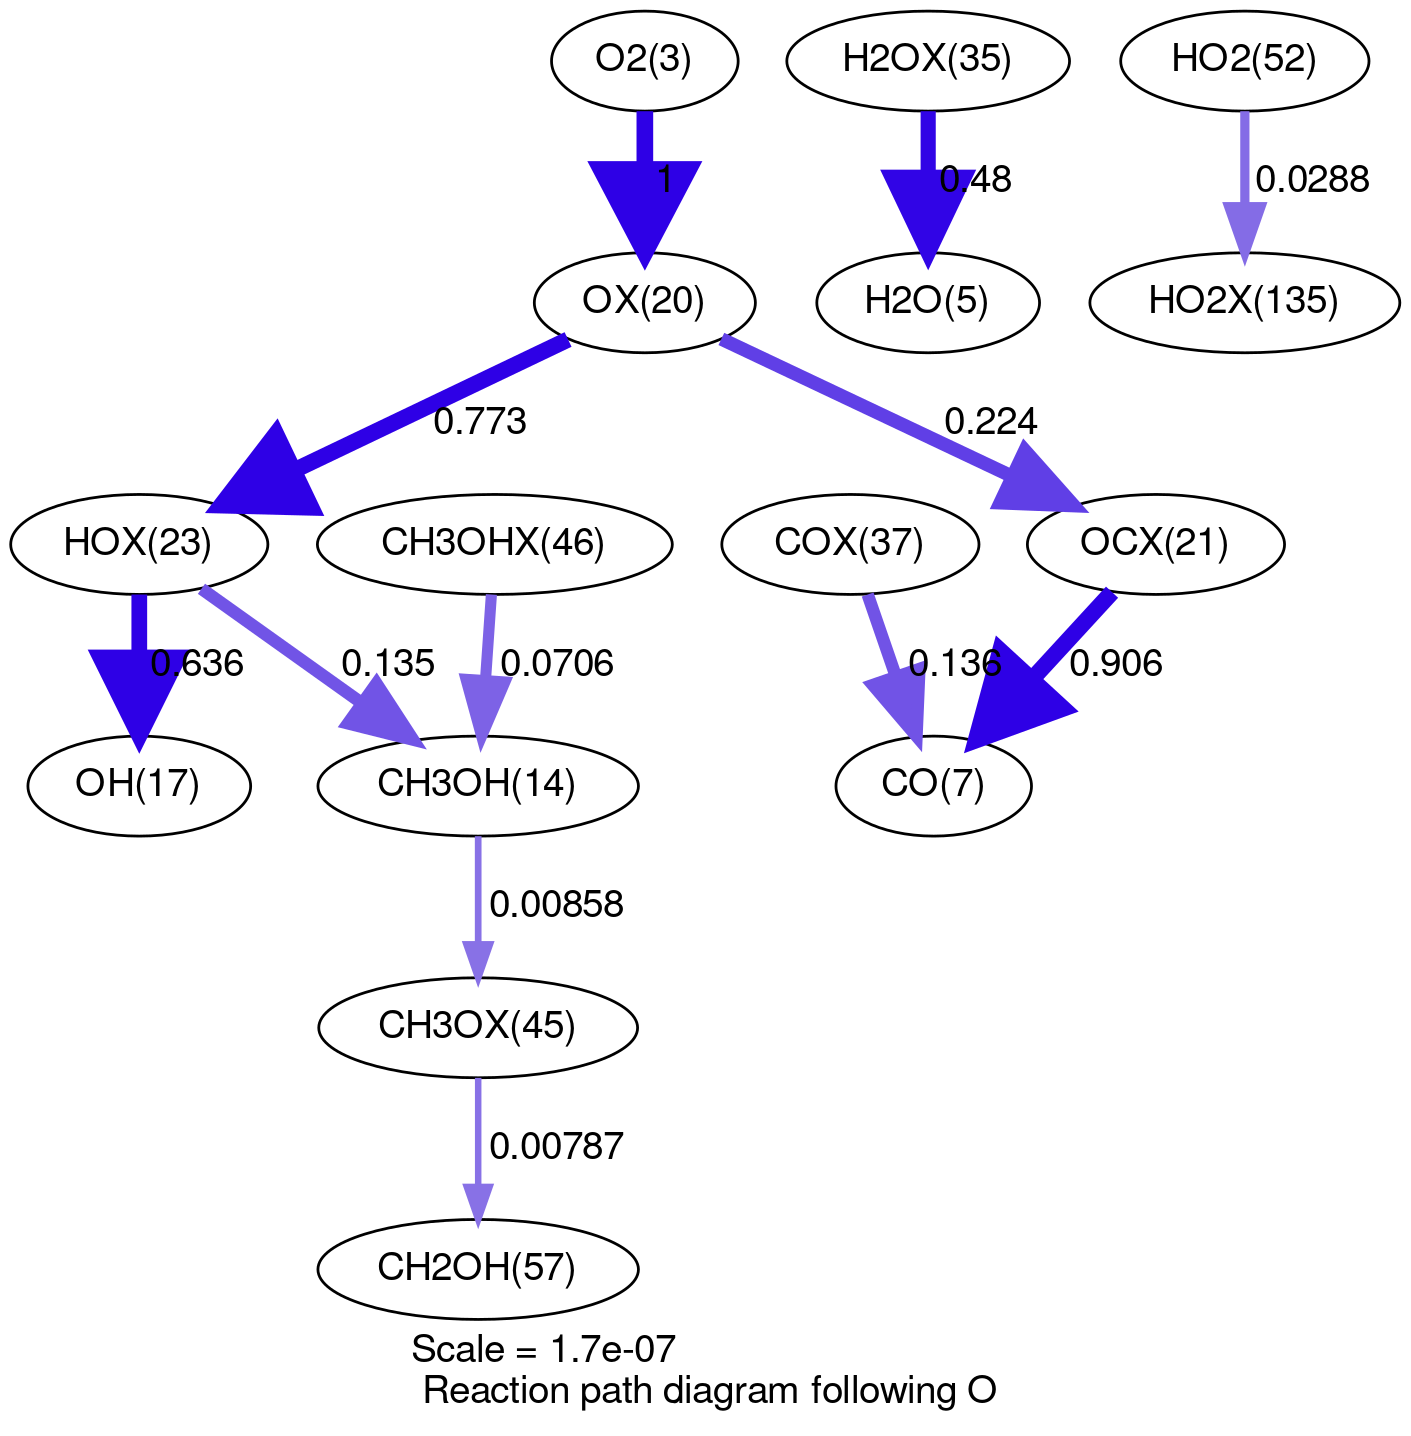 O2(3)
H2OX(35)
HO2(52)
1
0.48
0.0288
OX(20)
H2O(5)
HO2X(135)
0.773
0.224
HOX(23)
CH3OHX(46)
COX(37)
OCX(21)
0.636
0.135
0.0706
0.136
0.906
OH(17)
CH3OH(14)
CO(7)
0.00858
CH3OX(45)
0.00787
CH2OH(57)
Scale = 1.7e-07
Reaction path diagram following O